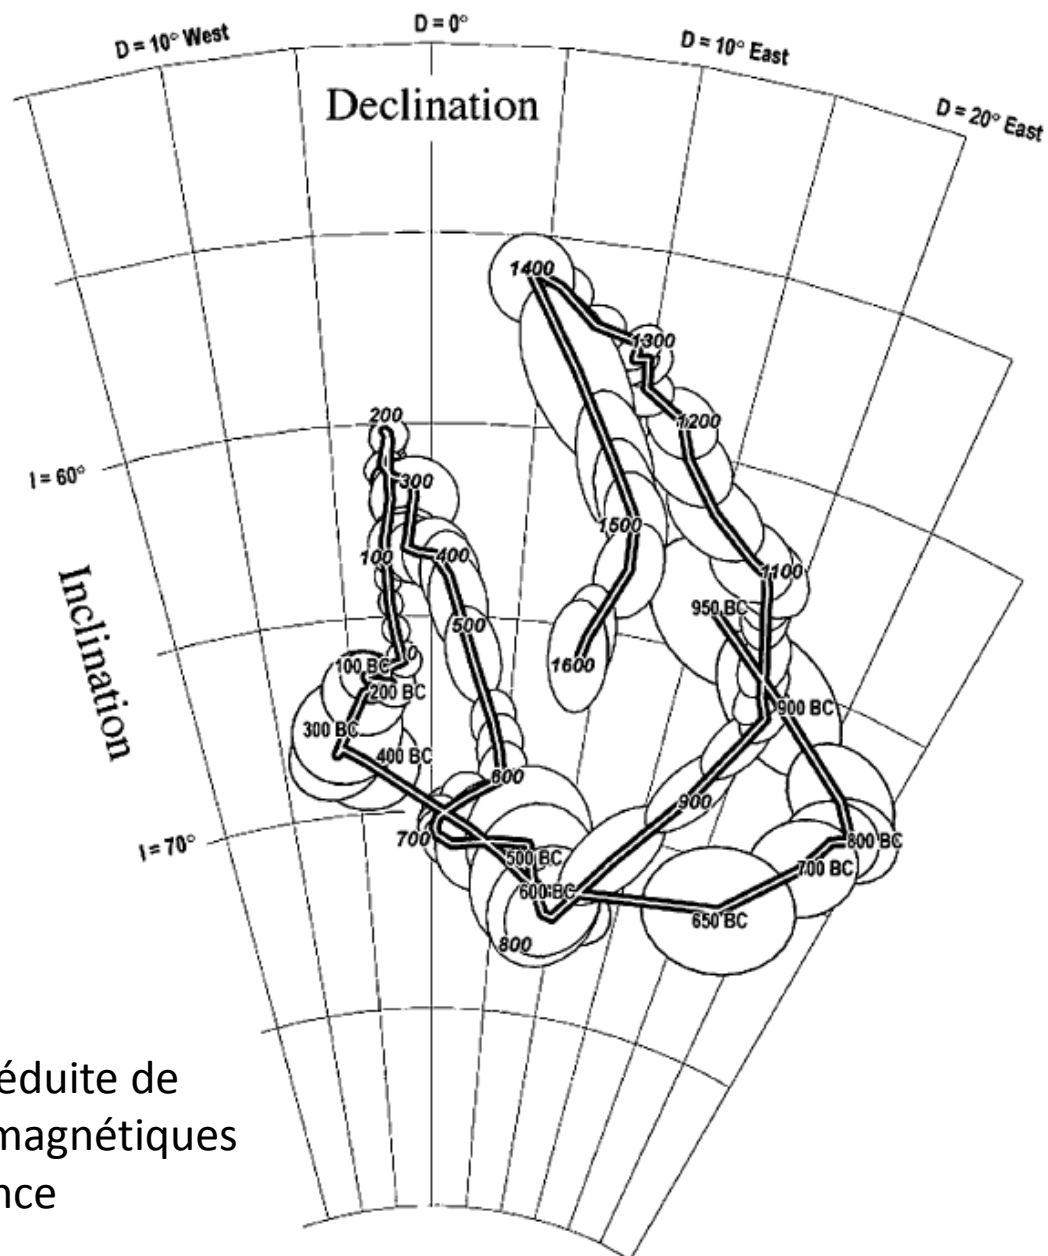 D = 10° West
D = 0°
D = 10° East
D = 20° East
Declination
1400
1300
200
1200
I = 60°
300
1500
100
400
1100
950 BC
500
Inclination
0
100 BC
1600
200 BC
900 BC
300 BC
400 BC
600
900
I = 70°
700
800 BC
500 BC
700 BC
600 BC
650 BC
800
éduite de
magnétiques
nce